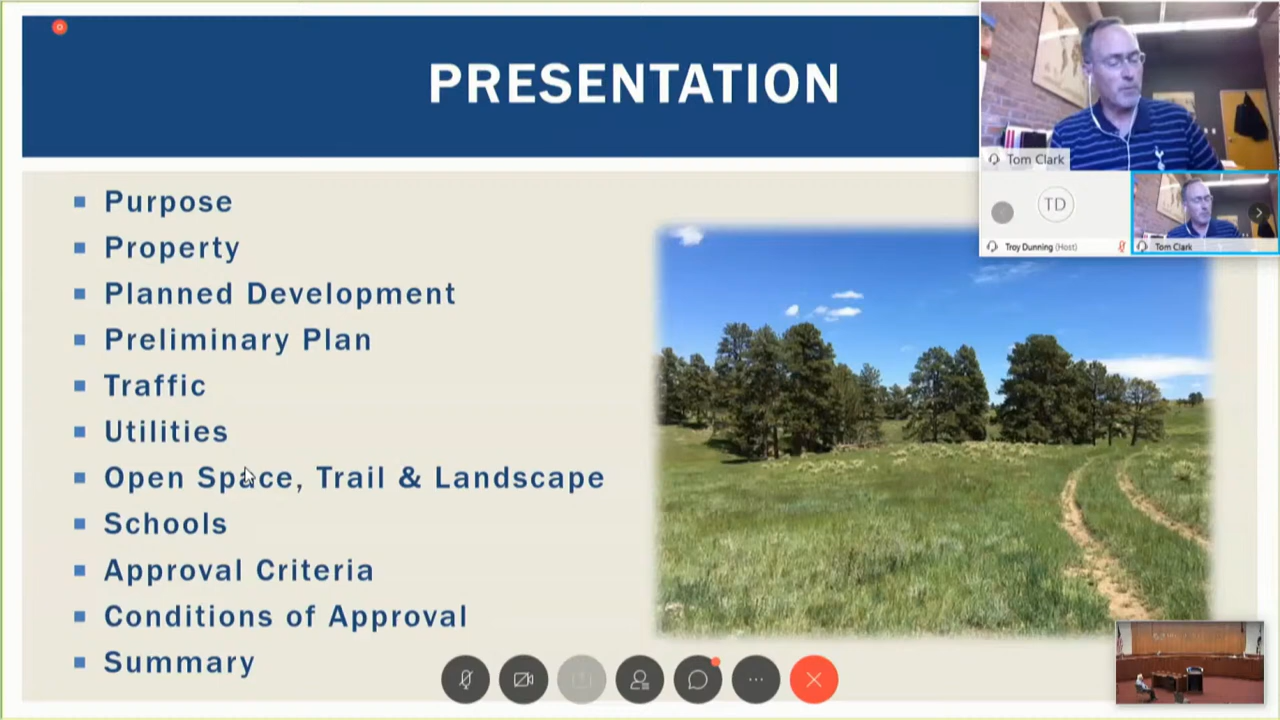 PRESENTATION
Purpose
Property
Planned Development
Preliminary Plan
Traffic
Utilities
Open Space, Trail & Landscape
Schools
Approval Criteria
Conditions of Approval
Summary
Tom Clark
TD
Troy Dunning (Host)
Tom Clark